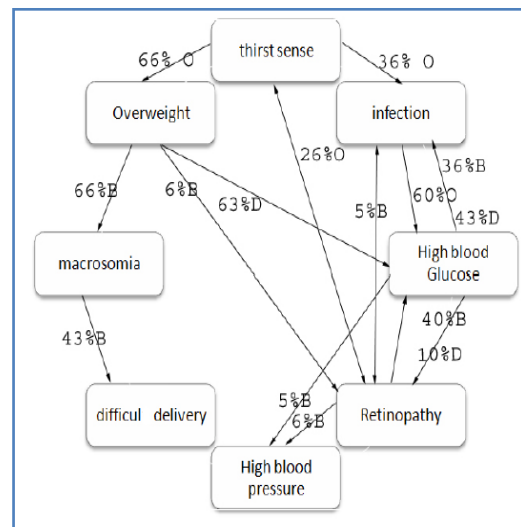 thirst sense
66% O
36% O
Overweight
infection
26%O
36%B
66%B
6%B
63%D
5%B
60%O
43%D
macrosomia
High blood
Glucose
40%B
43%B
10%D
5%B
6%B
difficul delivery
Retinopathy
High blood
pressure